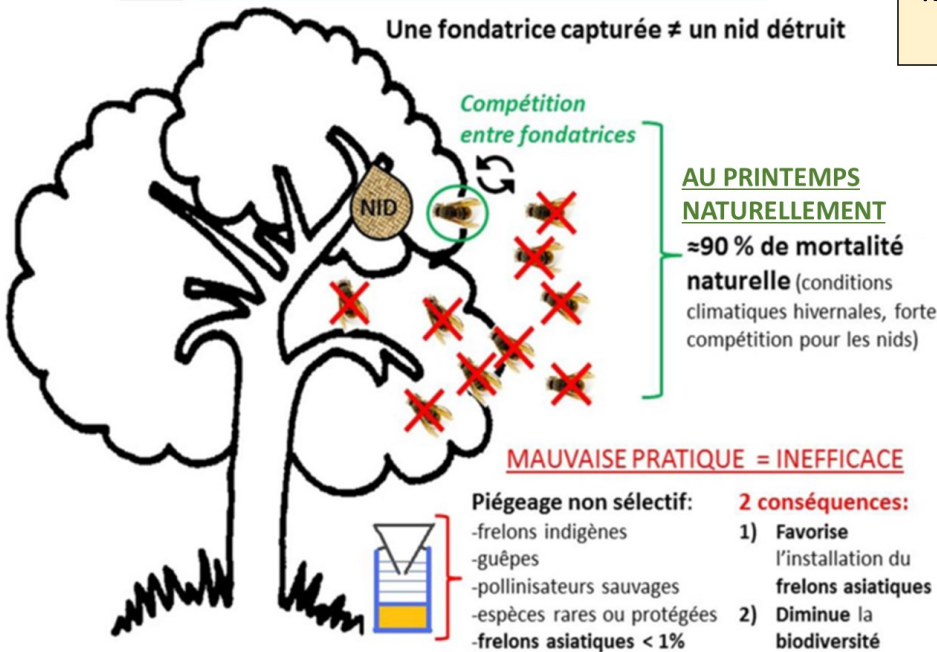 Une fondatrice capturée ≠ un nid détruit
Compétition
entre fondatrices
NID
AU PRINTEMPS
NATURELLEMENT
≈90 % de mortalité
naturelle (conditions
climatiques hivernales, forte
compétition pour les nids)
MAUVAISE PRATIQUE = INEFFICACE
Piégeage non sélectif:
-frelons indigènes
-guêpes
-pollinisateurs sauvages
-espèces rares ou protégées
-frelons asiatiques < 1%
2 conséquences:
1) Favorise
l'installation du
frelons asiatiques
2) Diminue la
biodiversité